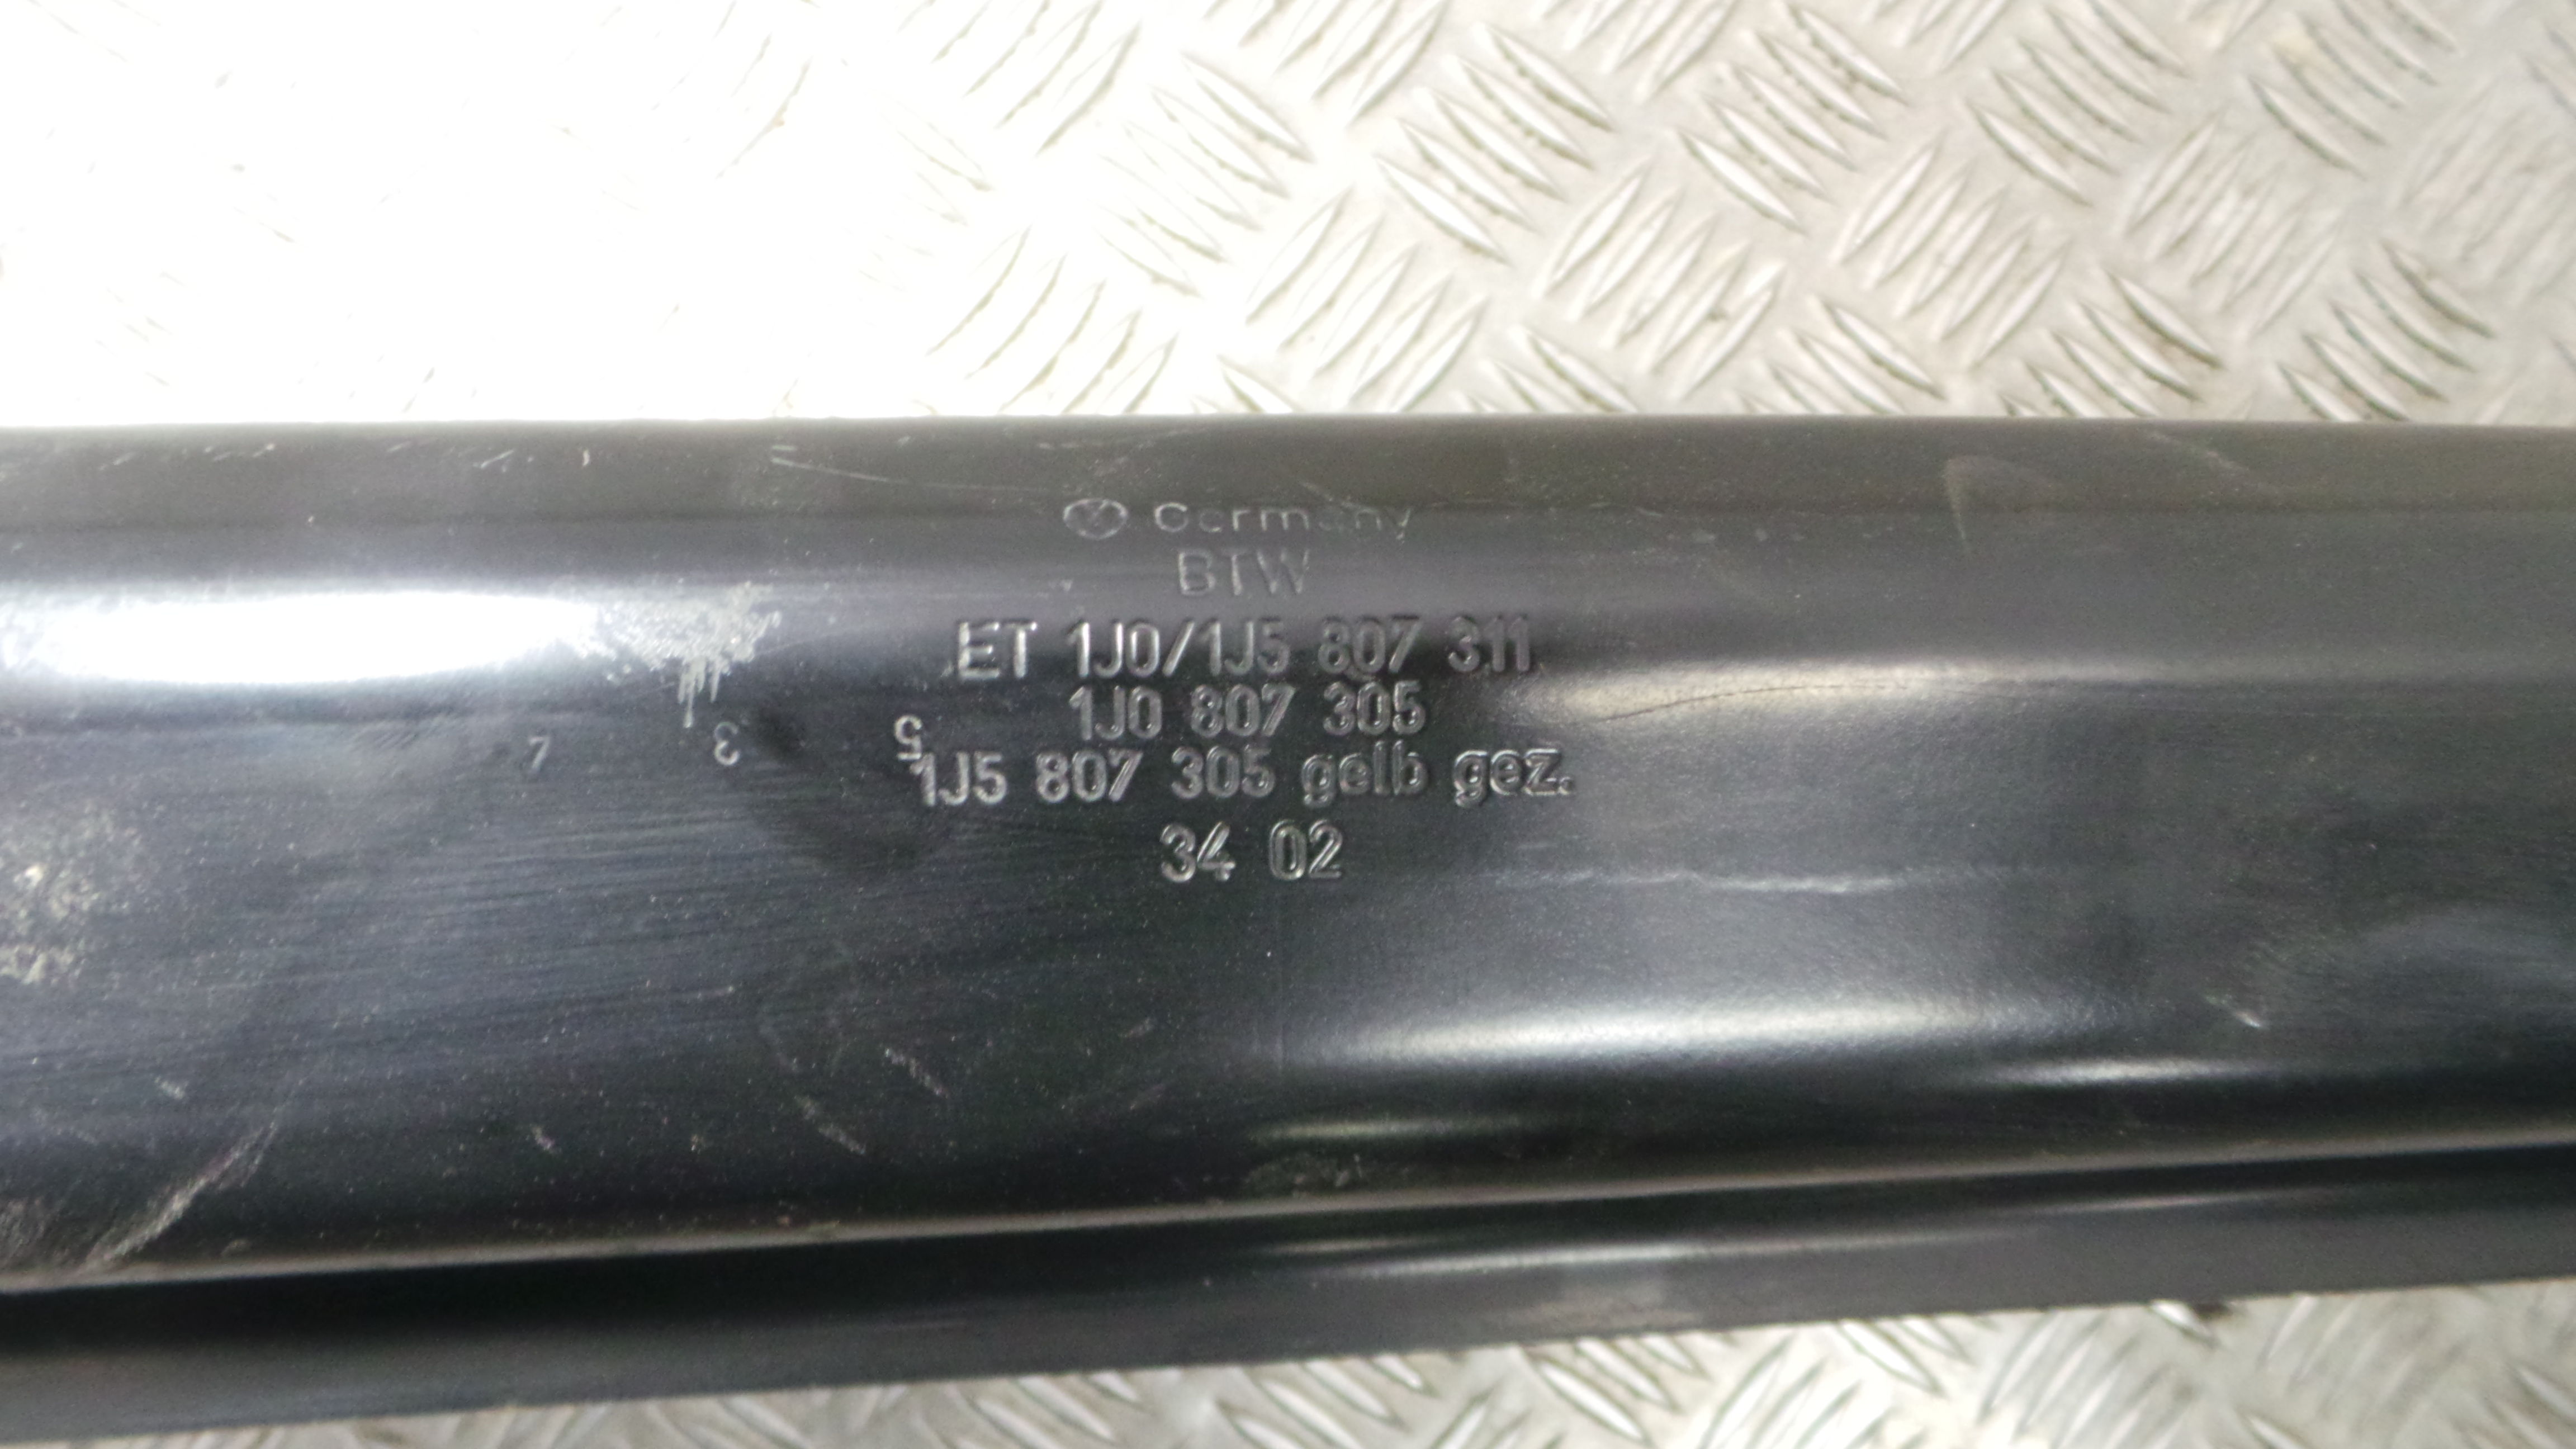 Germany
BTW
ET 1J0/1J5 807 311
1J0 807 305
1J5 807 305 gelb gez.
34 02
4 3 5